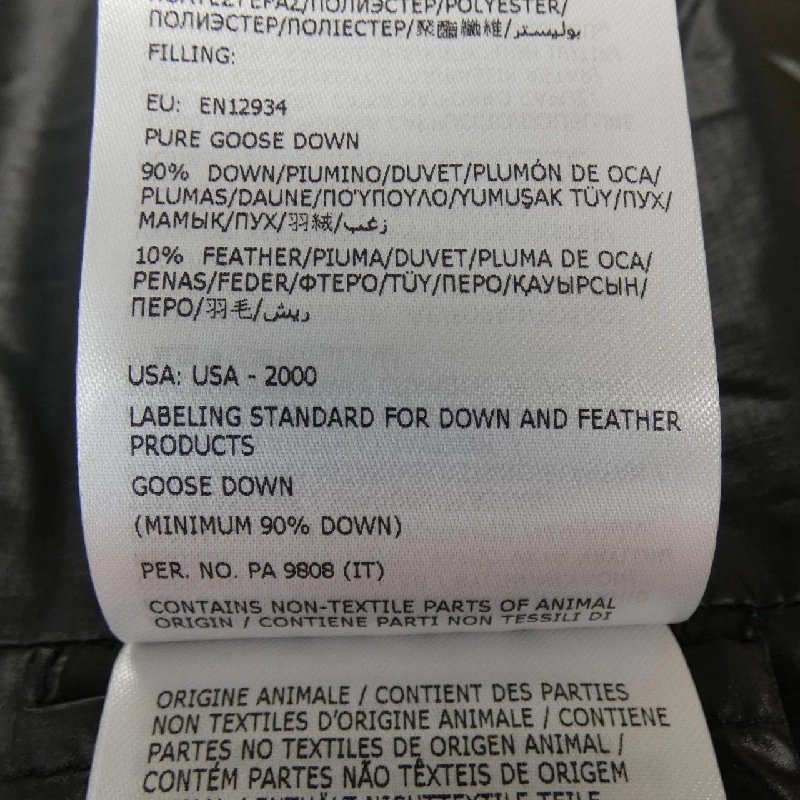 ПОЛИЭСТЕР/ПОЛІЕСТЕР/聚酯纖維/بوليستر
FILLING:
EU: EN12934
PURE GOOSE DOWN
90% DOWN/PIUMINO/DUVET/PLUMÓN DE OCA/
PLUMAS/DAUNE/ΠΟΎΠΟΥΛΟ/YUMUŞAK TÜY/ПУХ/
МАМЫҚ/ПУХ/羽絨/زغب
10% FEATHER/PIUMA/DUVET/PLUMA DE OCA/
PENAS/FEDER/ΦΤΕΡΌ/TÜY/ПЕРО/ҚАУЫРСЫН/
ПЕРО/羽毛/ريش
USA: USA - 2000
LABELING STANDARD FOR DOWN AND FEATHER
PRODUCTS
GOOSE DOWN
(MINIMUM 90% DOWN)
PER. NO. PA 9808 (IT)
CONTAINS NON-TEXTILE PARTS OF ANIMAL
ORIGIN / CONTIENE PARTI NON TESSILI DI
ORIGINE ANIMALE / CONTIENT DES PARTIES
NON TEXTILES D'ORIGINE ANIMALE / CONTIENE
PARTES NO TEXTILES DE ORIGEN ANIMAL /
CONTÉM PARTES NÃO TÊXTEIS DE ORIGEM